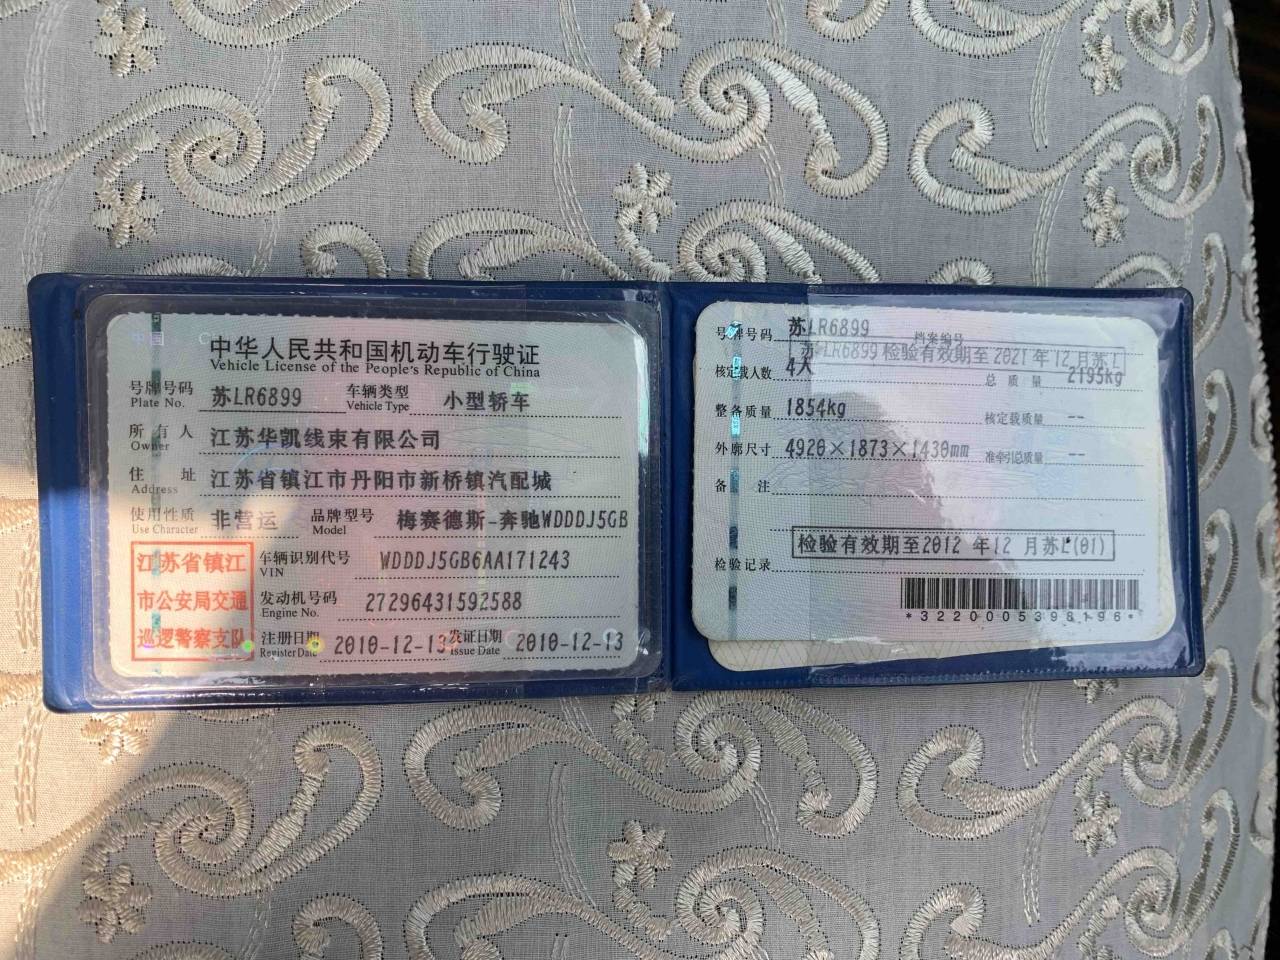 中国
中华人民共和国机动车行驶证
Vehicle License of the People's Republic of China
号牌号码 苏LR6899 车辆类型 小型轿车
Plate No. Vehicle Type
所有人 江苏华凯线束有限公司
Owner
住址 江苏省镇江市丹阳市新桥镇汽配城
Address
使用性质 非营运 品牌型号 梅赛德斯-奔驰WDDDJ5GB
Use Character Model
江苏省镇江
市公安局交通
巡逻警察支队
车辆识别代号 WDDDJ5GB6AA171243
VIN
发动机号码 27296431592588
Engine No.
注册日期 2010-12-13 发证日期 2010-12-13
Register Date Issue Date
号牌号码 苏LR6899 档案编号
苏LR6899 检验有效期至2021年12月苏L
核定载人数 4人 总质量 2195kg
整备质量 1854kg 核定载质量 --
外廓尺寸 4920×1873×1430mm 准牵引总质量 --
备注
检验有效期至2012 年12 月苏L(01)
检验记录
*3220005398196*